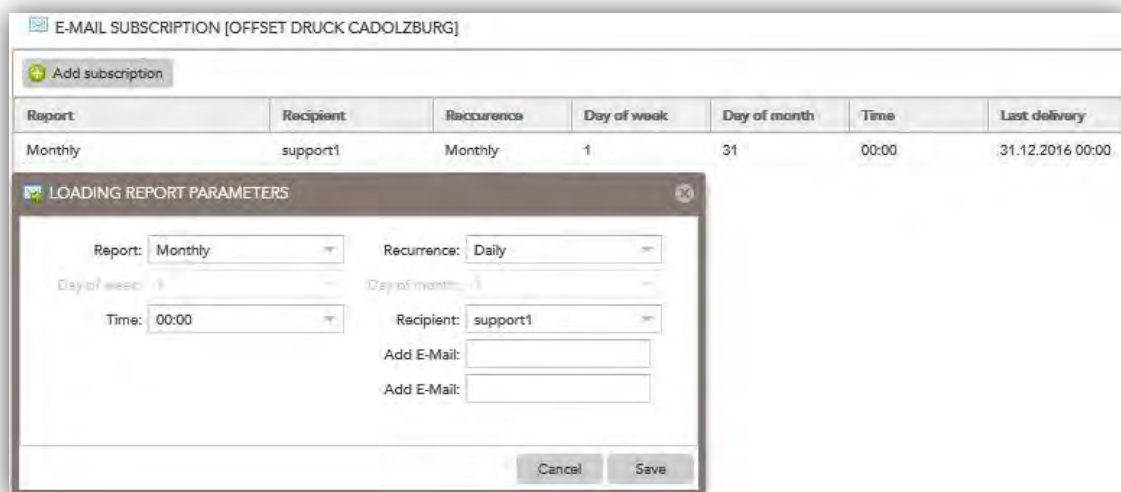 E-MAIL SUBSCRIPTION [OFFSET DRUCK CADOLZBURG]
Add subscription
Report Recipient Reccurence Day of week Day of month Time Last delivery
Monthly support1 Monthly 1 31 00:00 31.12.2016 00:00
LOADING REPORT PARAMETERS
Report: Monthly Recurrence: Daily
Day of week: 1 Day of month: 1
Time: 00:00 Recipient: support1
Add E-Mail:
Add E-Mail:
Cancel Save